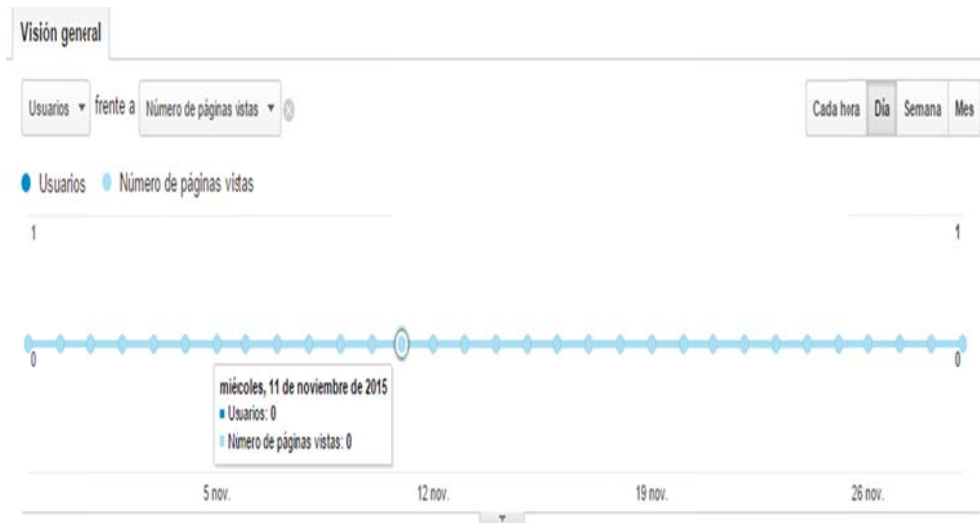 Visión general
Usuarios frente a Número de páginas vistas
Cada hora Día Semana Mes
Usuarios Número de páginas vistas
1 1
0 0
miércoles, 11 de noviembre de 2015
Usuarios: 0
Número de páginas vistas: 0
5 nov. 12 nov. 19 nov. 26 nov.